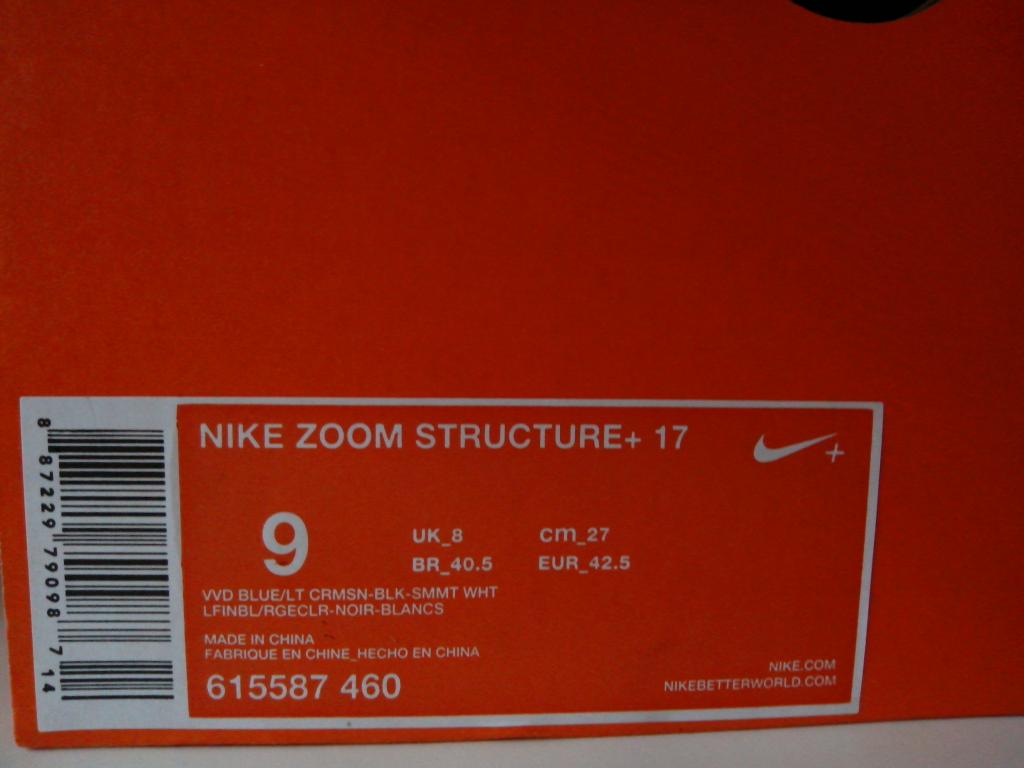 NIKE ZOOM STRUCTURE+ 17
9
UK_8 cm_27
BR_40.5 EUR_42.5
VVD BLUE/LT CRMSN-BLK-SMMT WHT
LFINBL/RGECLR-NOIR-BLANCS
MADE IN CHINA
FABRIQUE EN CHINE_HECHO EN CHINA
615587 460
NIKE.COM
NIKEBETTERWORLD.COM
8 87229 79098 7 14